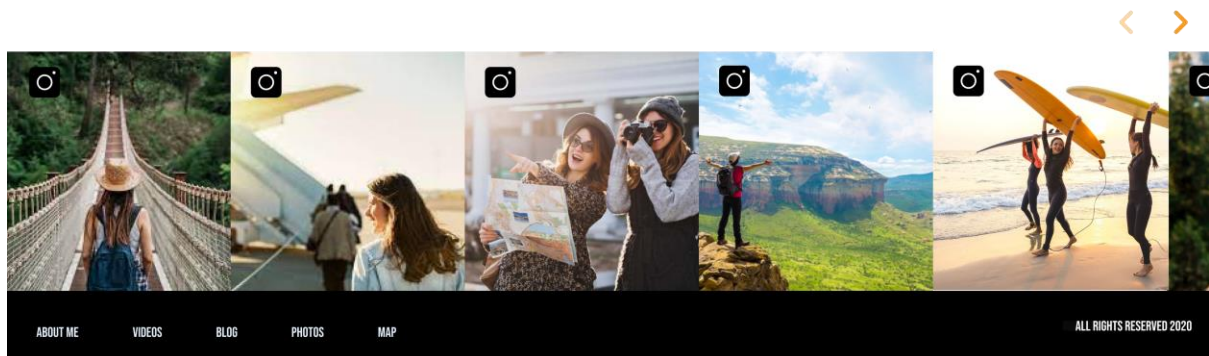 ABOUT ME VIDEOS BLOG PHOTOS MAP
ALL RIGHTS RESERVED 2020